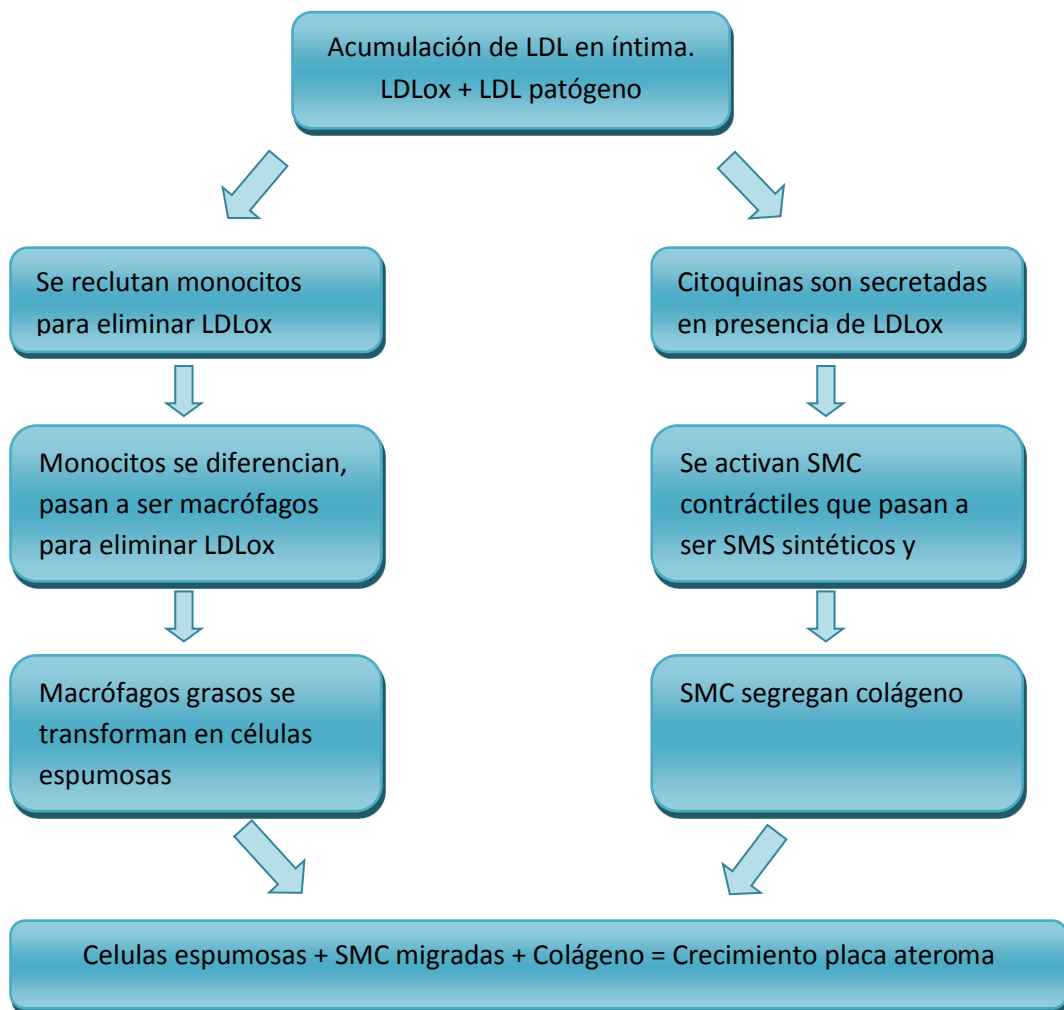 Acumulación de LDL en íntima.
LDLox + LDL patógeno
Se reclutan monocitos
para eliminar LDLox
Citoquinas son secretadas
en presencia de LDLox
Monocitos se diferencian,
pasan a ser macrófagos
para eliminar LDLox
Se activan SMC
contráctiles que pasan a
ser SMS sintéticos y
Macrófagos grasos se
transforman en células
espumosas
SMC segregan colágeno
Celulas espumosas + SMC migradas + Colágeno = Crecimiento placa ateroma